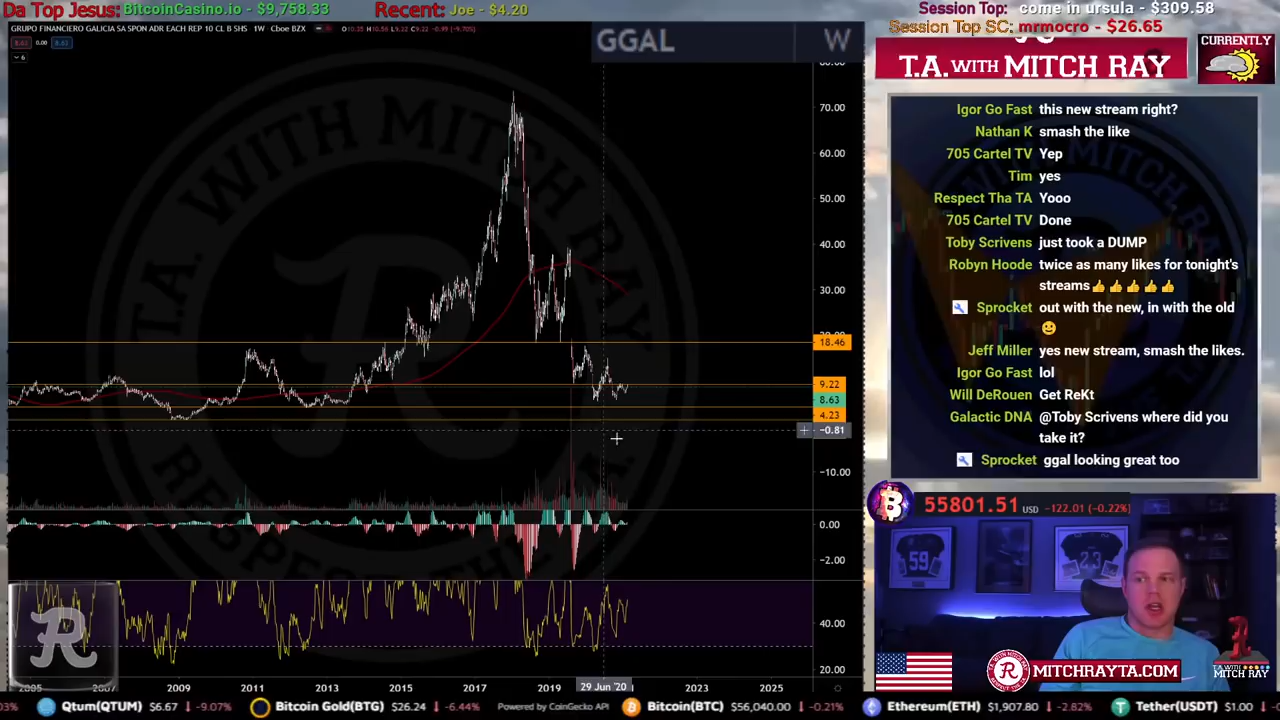 Da Top Jesus: BitcoinCasino.io - $9,758.33
Recent: Joe - $4.20
Session Top: come in ursula - $309.58
Session Top SC: mrmocro - $26.65
GRUPO FINANCIERO GALICIA SA SPON ADR EACH REP 10 CL B SHS 1W Cboe BZX
GGAL W
T.A. WITH MITCH RAY
CURRENTLY
Igor Go Fast this new stream right?
Nathan K smash the like
705 Cartel TV Yep
Tim yes
Respect Tha TA Yooo
705 Cartel TV Done
Toby Scrivens just took a DUMP
Robyn Hoode twice as many likes for tonight's
streams👍👍👍👍👍
Sprocket out with the new, in with the old
😀
Jeff Miller yes new stream, smash the likes.
Igor Go Fast lol
Will DeRouen Get ReKt
Galactic DNA @Toby Scrivens where did you
take it?
Sprocket ggal looking great too
70.00
60.00
50.00
40.00
30.00
18.46
9.22
8.63
4.23
−0.81
−10.00
0.00
−2.00
40.00
20.00
T.A. WITH MITCH RAY
RESPECT THE TA
R
55801.51 USD −122.01 (−0.22%)
59
23
2005 2007 2009 2011 2013 2015 2017 2019 29 Jun '20 2023 2025
MITCHRAYTA.COM
T.A. WITH
MITCH RAY
Qtum(QTUM) $6.67 -9.07%
Bitcoin Gold(BTG) $26.24 -6.44%
Powered by CoinGecko API
Bitcoin(BTC) $56,040.00 -0.21%
Ethereum(ETH) $1,907.80 -2.82%
Tether(USDT) $1.00